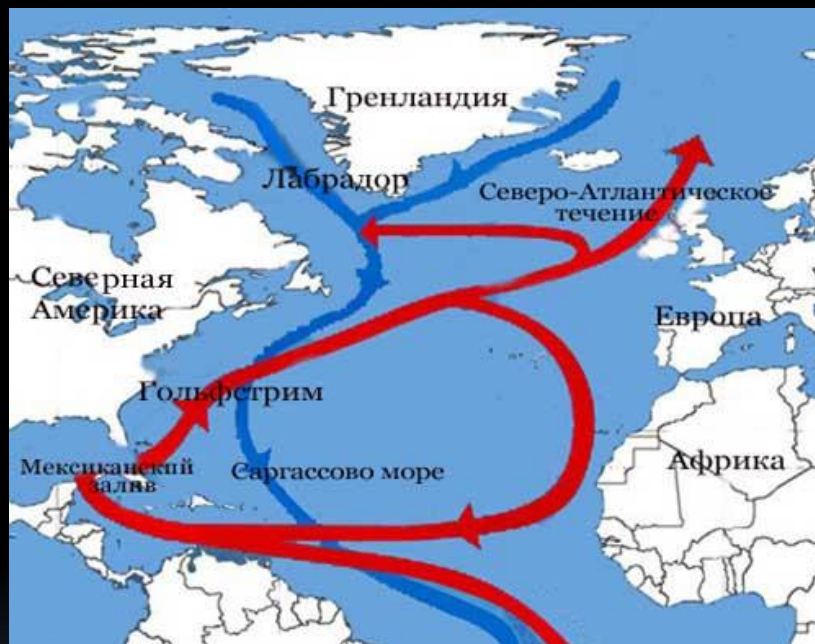 Гренландия
Лабрадор
Северо-Атлантическое
течение
Северная
Америка
Европа
Гольфстрим
Мексиканский
залив
Саргассово море
Африка